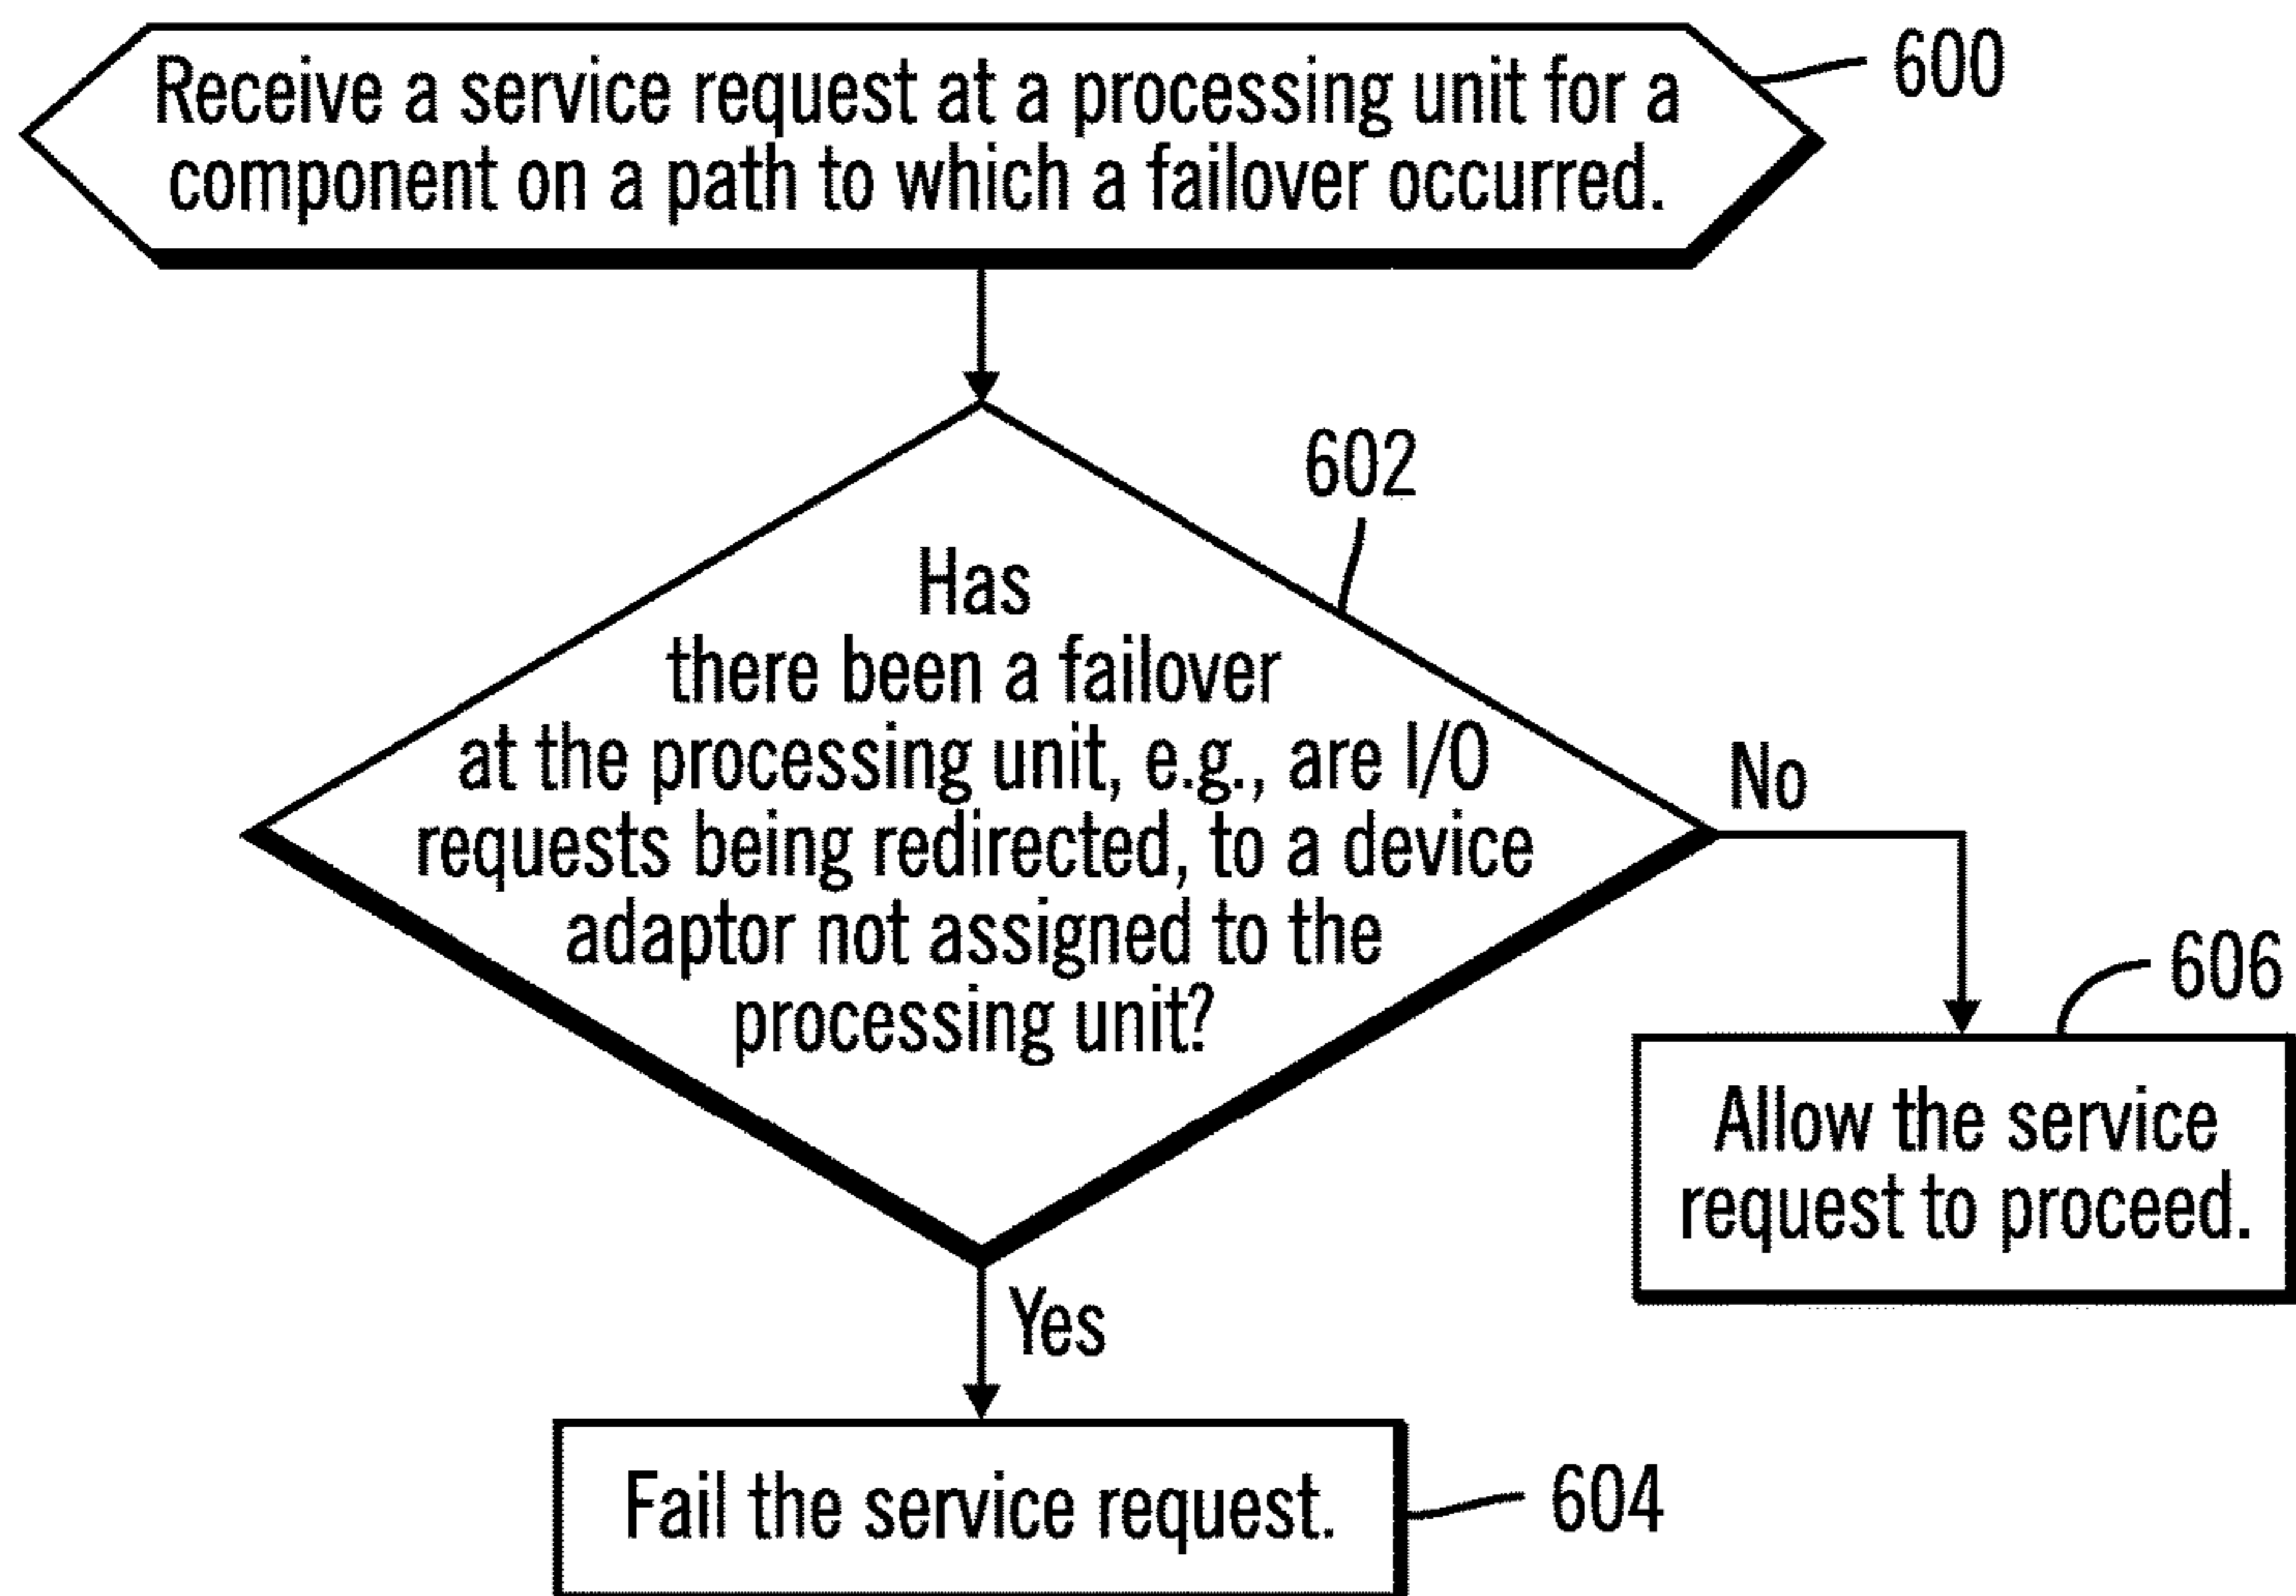 Receive a service request at a processing unit for a
component on a path to which a failover occurred.
600
602
Has
there been a failover
at the processing unit, e.g., are I/O
requests being redirected, to a device
adaptor not assigned to the
processing unit?
No
606
Allow the service
request to proceed.
Yes
Fail the service request.
604